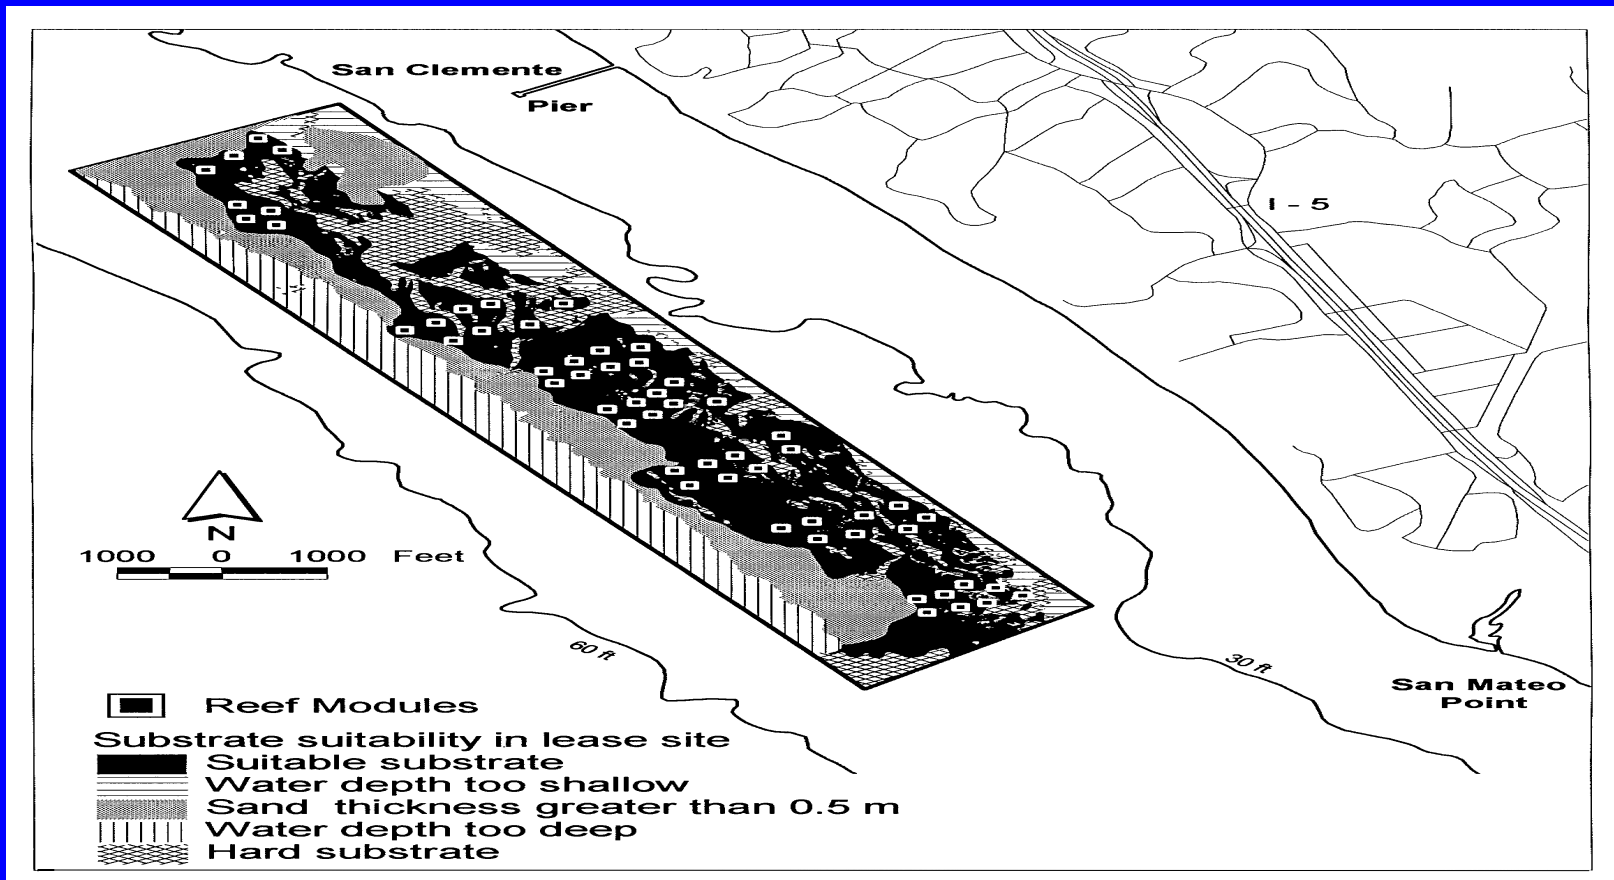 San Clemente
Pier
I - 5
N
1000 0 1000 Feet
60 ft
30 ft
San Mateo
Point
Reef Modules
Substrate suitability in lease site
Suitable substrate
Water depth too shallow
Sand thickness greater than 0.5 m
Water depth too deep
Hard substrate